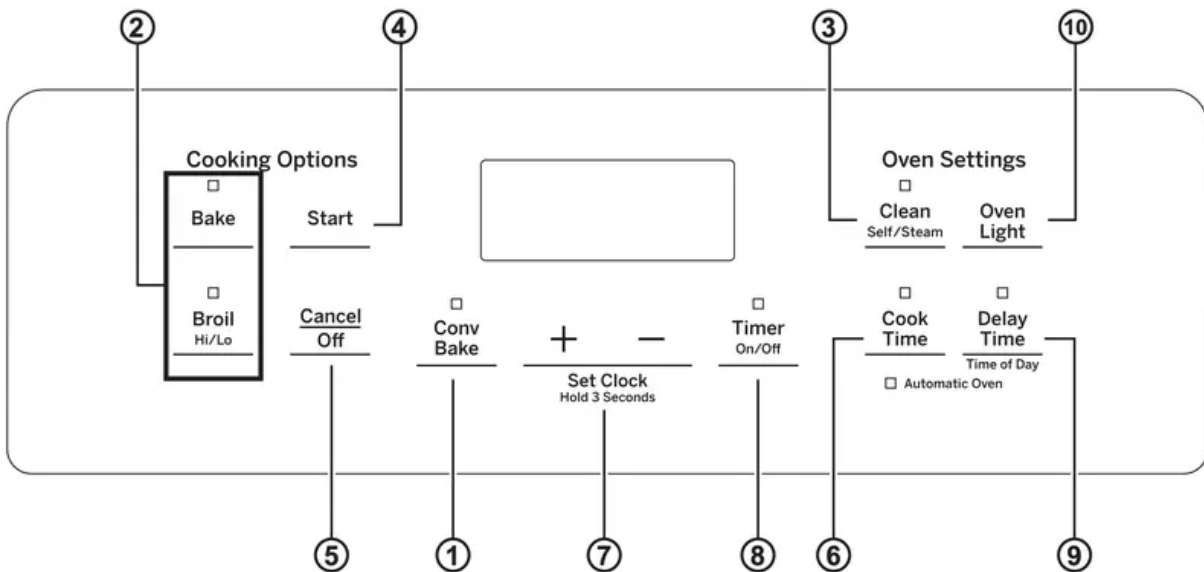 2
4
3
10
Cooking Options
Oven Settings
Bake
Start
Clean
Self/Steam
Oven
Light
Broil
Hi/Lo
Cancel
Off
Conv
Bake
+ −
Set Clock
Hold 3 Seconds
Timer
On/Off
Cook
Time
Delay
Time
Time of Day
Automatic Oven
5
1
7
8
6
9